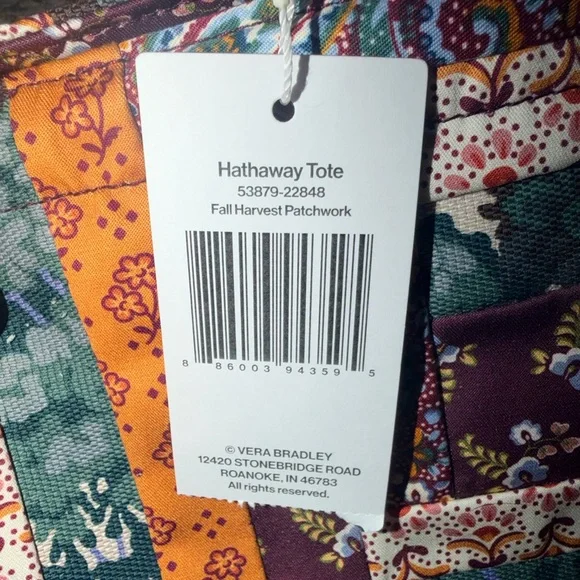 Hathaway Tote
53879-22848
Fall Harvest Patchwork
8 86003 94359 5
© VERA BRADLEY
12420 STONEBRIDGE ROAD
ROANOKE, IN 46783
All rights reserved.